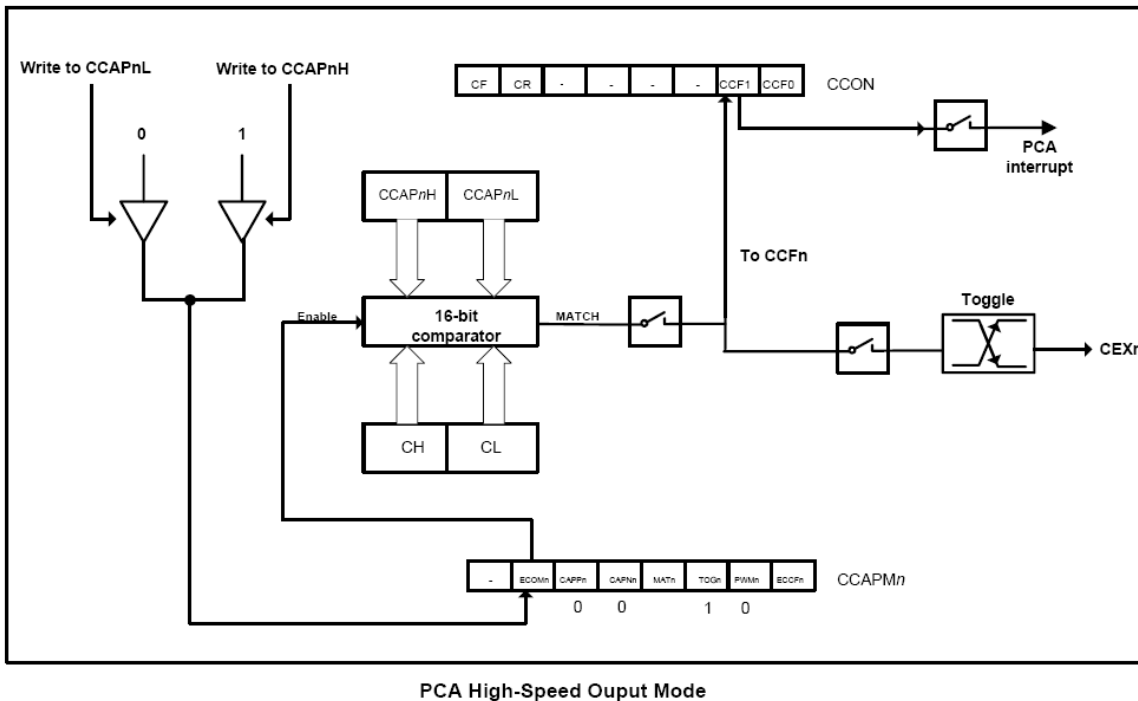 Write to CCAPnL
Write to CCAPnH
CF CR - - - - CCF1 CCF0 CCON
0
1
PCA
interrupt
CCAPnH CCAPnL
To CCFn
Toggle
Enable
16-bit
comparator
MATCH
CEXn
CH CL
- ECOMn CAPPn CAPNn MATn TOGn PWMn ECCFn CCAPMn
0 0 1 0
PCA High-Speed Ouput Mode